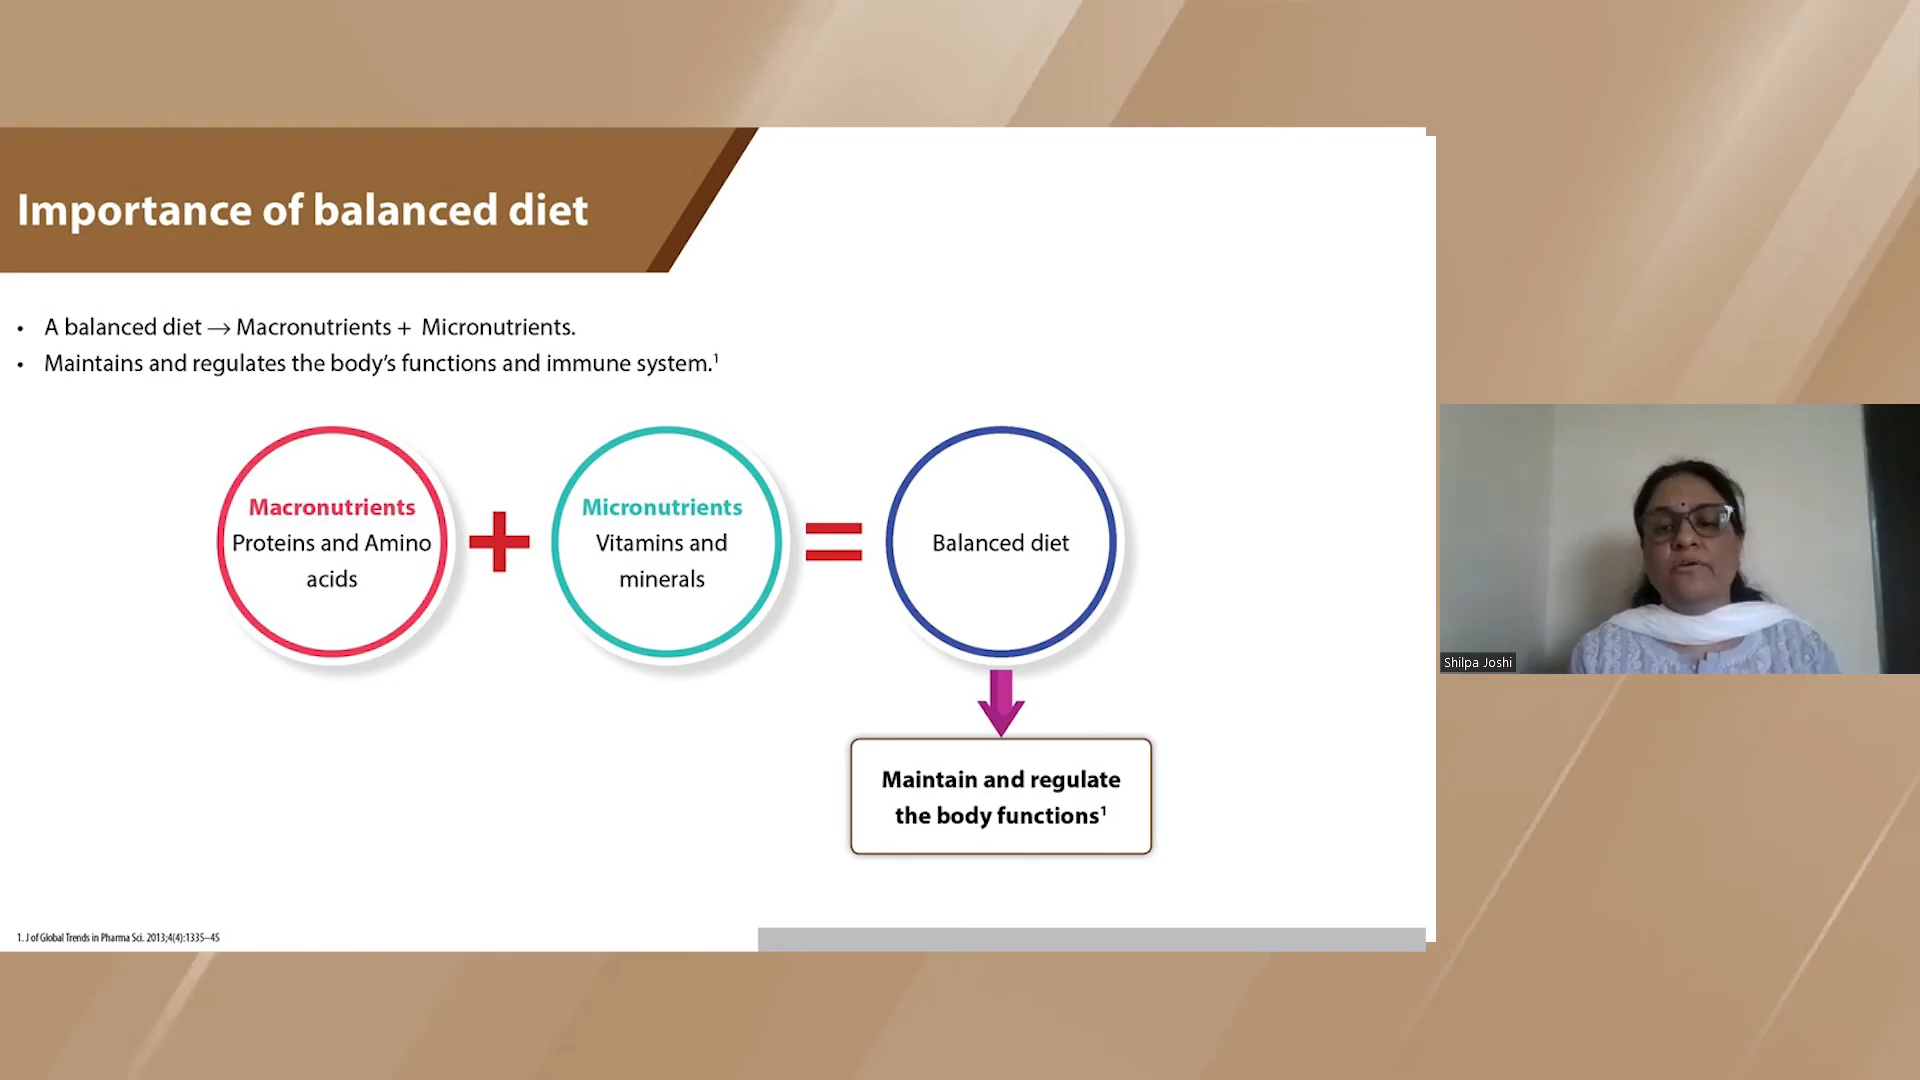 Importance of balanced diet
• A balanced diet → Macronutrients + Micronutrients.
• Maintains and regulates the body’s functions and immune system.¹
Macronutrients
Proteins and Amino
acids
+
Micronutrients
Vitamins and
minerals
=
Balanced diet
Maintain and regulate
the body functions¹
Shilpa Joshi
1. J of Global Trends in Pharma Sci. 2013;4(4):1335–45